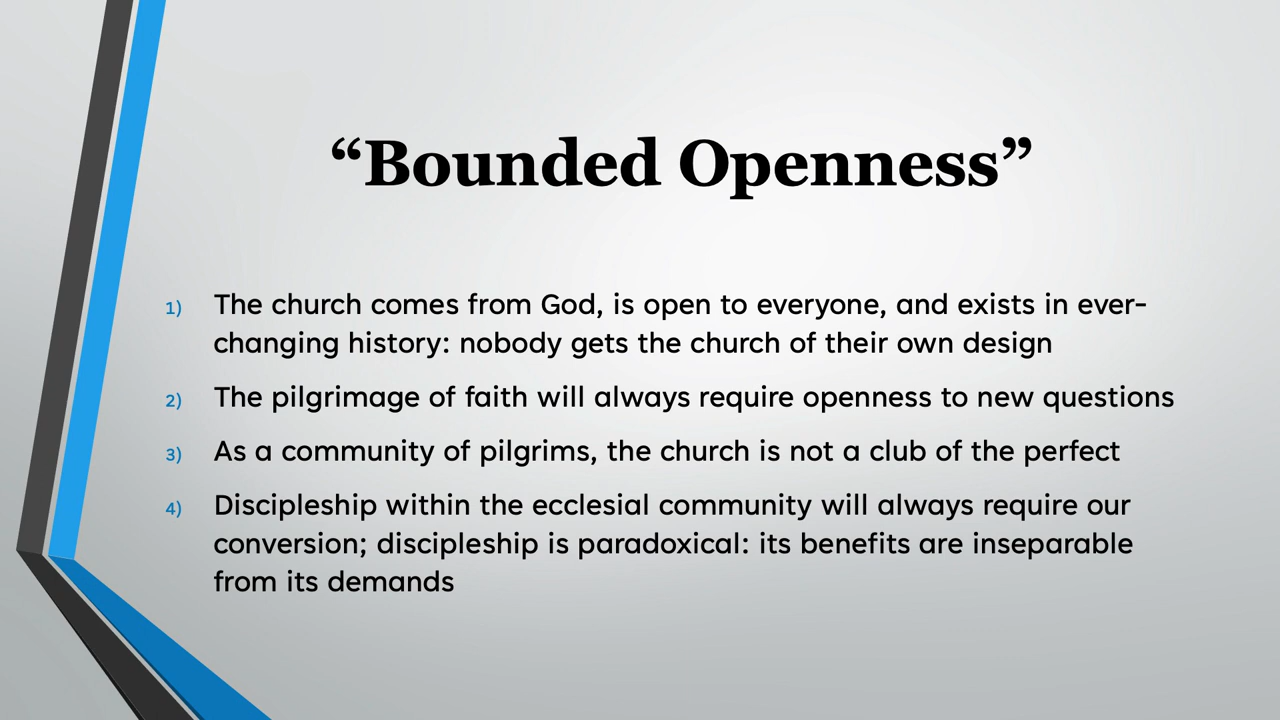 “Bounded Openness”
1) The church comes from God, is open to everyone, and exists in ever-
changing history: nobody gets the church of their own design
2) The pilgrimage of faith will always require openness to new questions
3) As a community of pilgrims, the church is not a club of the perfect
4) Discipleship within the ecclesial community will always require our
conversion; discipleship is paradoxical: its benefits are inseparable
from its demands